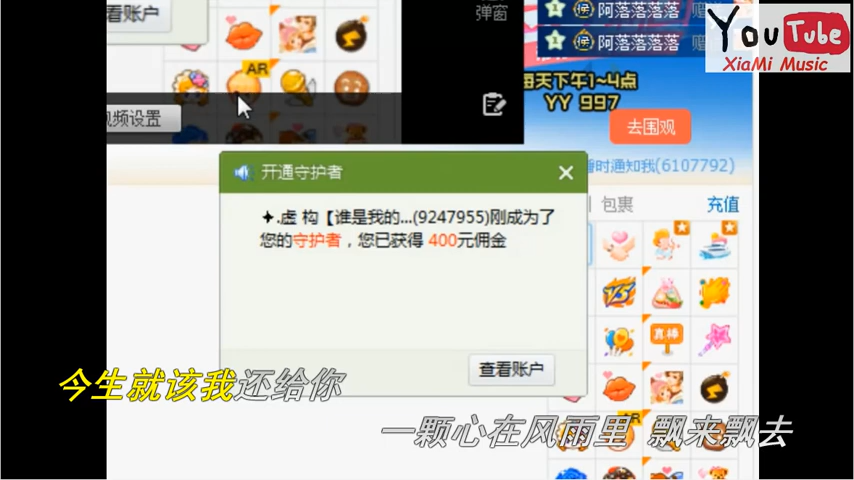 看账户
弹窗
阿落落落落
阿落落落落
YouTube
XiaMi Music
AR
每天下午1~4点
YY 997
视频设置
去围观
时通知我(6107792)
开通守护者
包裹
充值
✦.虚 构【谁是我的...(9247955)刚成为了
您的守护者，您已获得 400元佣金
真棒
查看账户
今生就该我还给你
一颗心在风雨里 飘来飘去